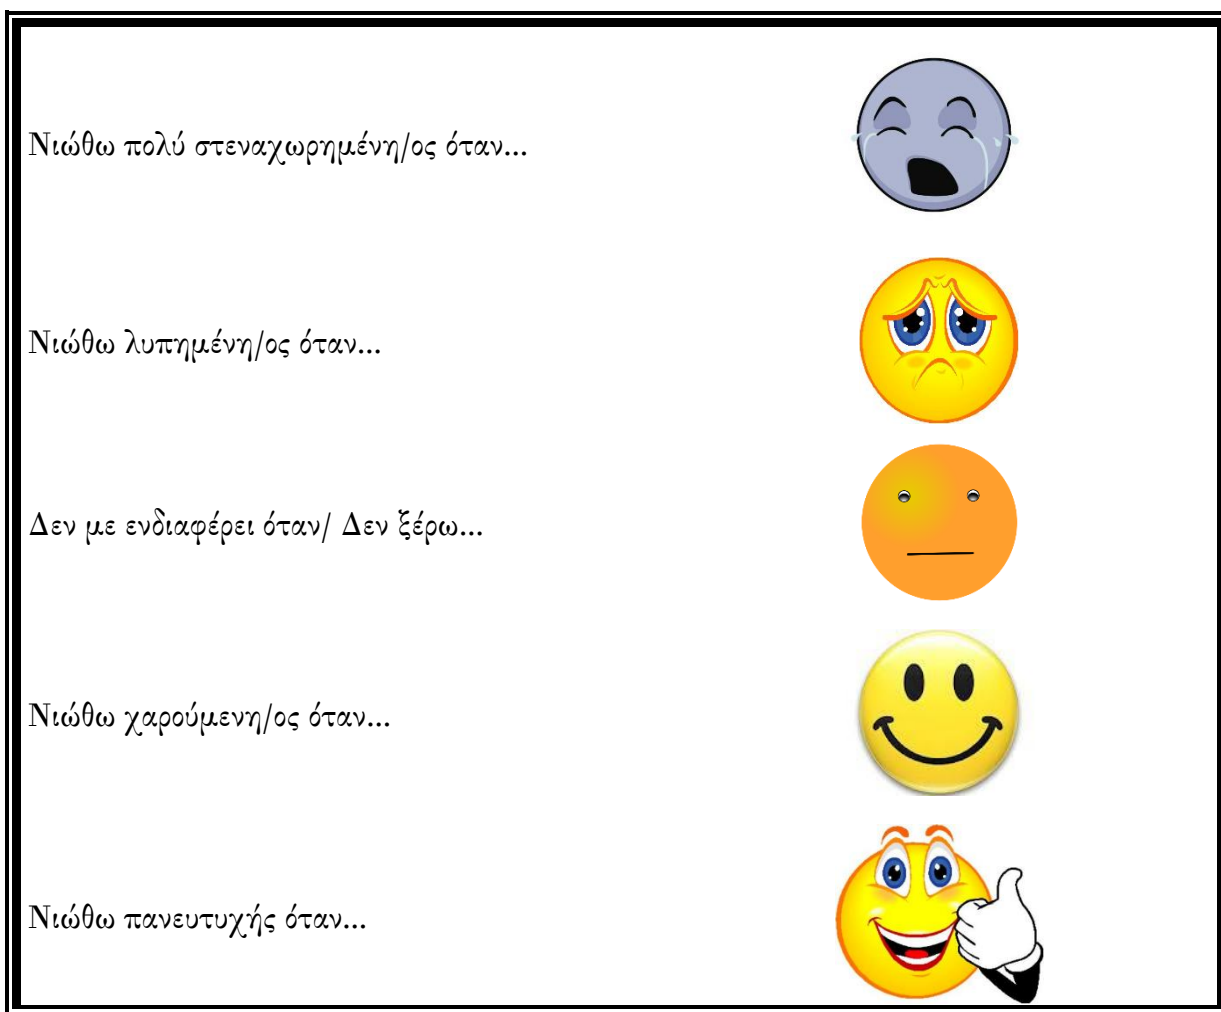 Νιώθω πολύ στεναχωρημένη/ος όταν...
Νιώθω λυπημένη/ος όταν...
Δεν με ενδιαφέρει όταν/ Δεν ξέρω...
Νιώθω χαρούμενη/ος όταν...
Νιώθω πανευτυχής όταν...